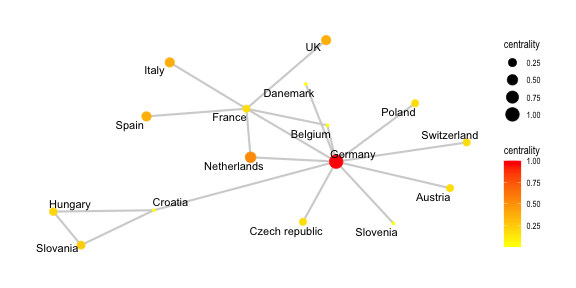 UK
centrality
0.25
0.50
0.75
1.00
Italy
Danemark
Spain
France
Poland
Belgium
Switzerland
Germany
Netherlands
centrality
1.00
0.75
0.50
0.25
Hungary
Croatia
Austria
Slovania
Czech republic
Slovenia